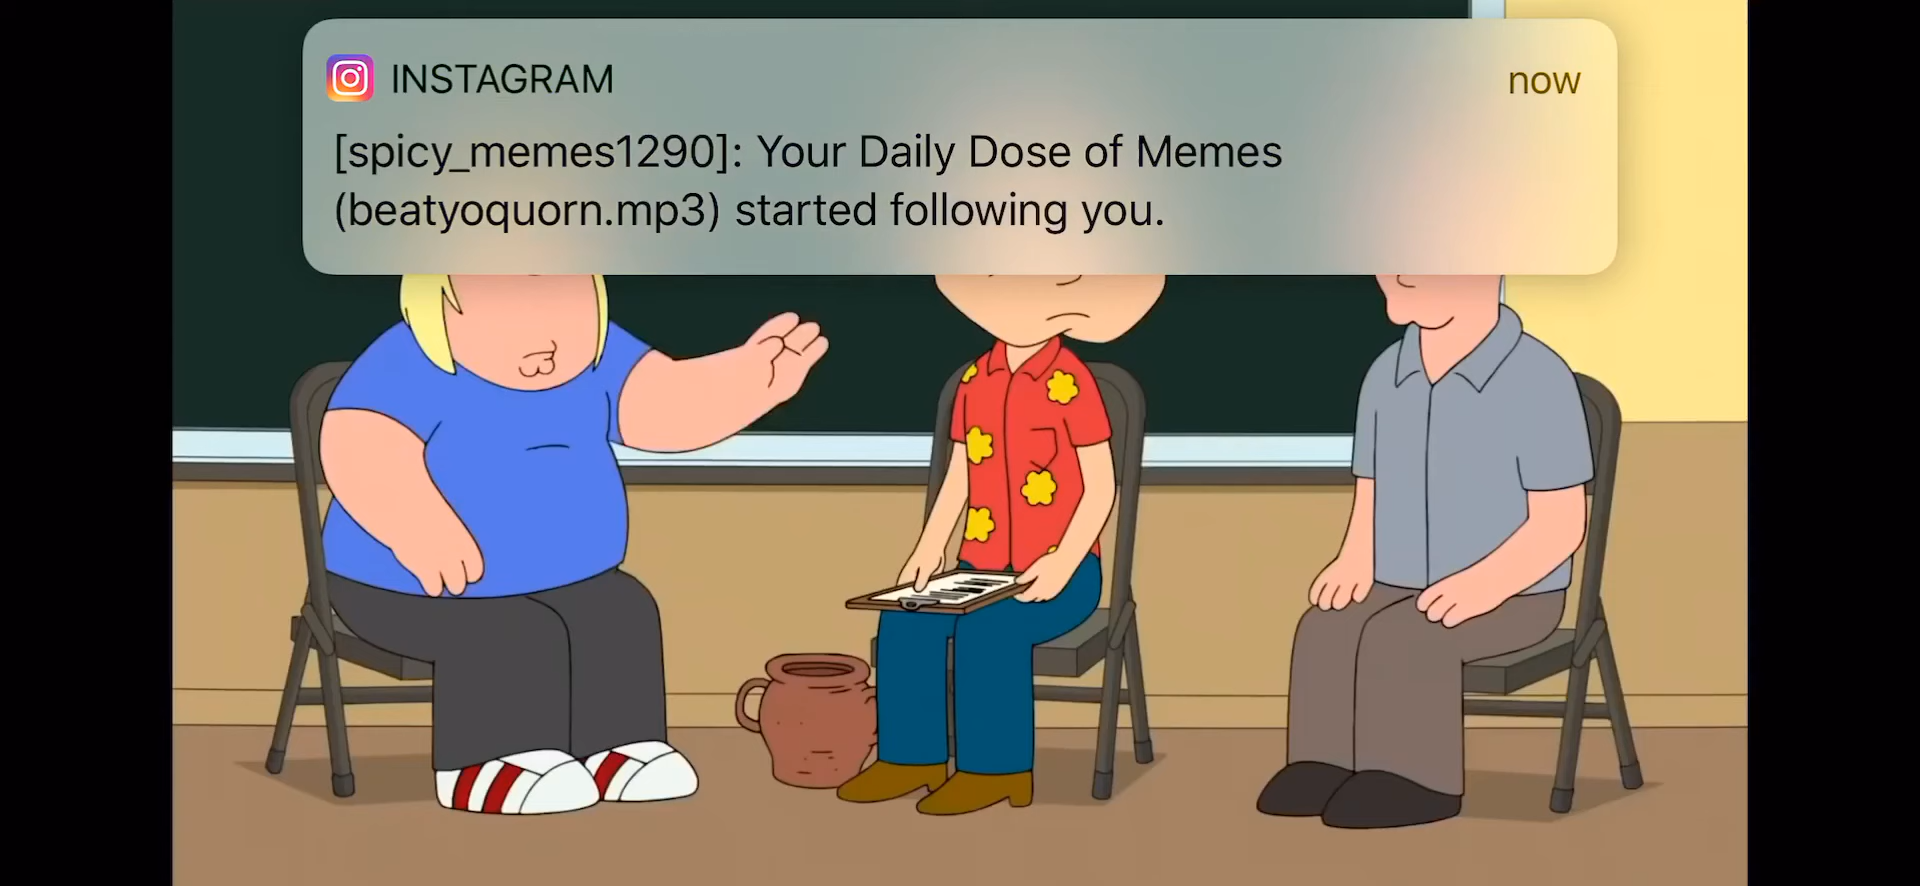 INSTAGRAM
now
[spicy_memes1290]: Your Daily Dose of Memes
(beatyoquorn.mp3) started following you.